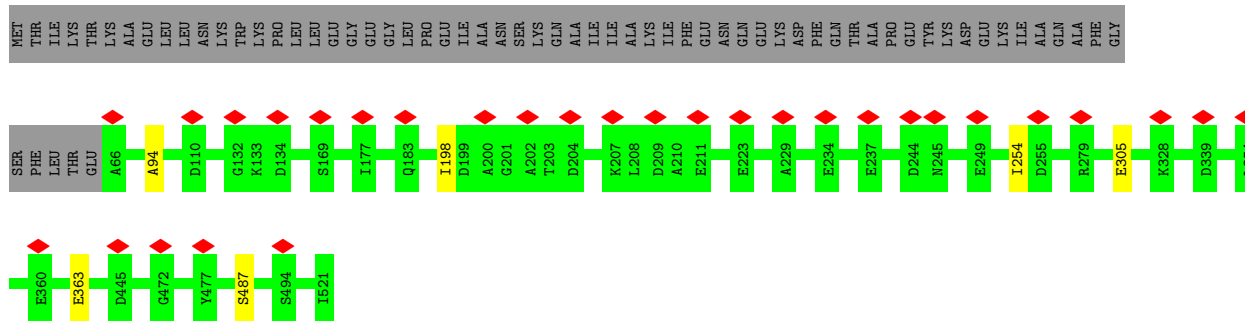 MET THR ILE LYS THR LYS ALA GLU LEU LEU ASN LYS TRP LYS PRO LEU LEU GLU GLY GLU GLY LEU PRO GLU ILE ALA ASN SER LYS GLN ALA ILE ILE ALA LYS ILE PHE GLU ASN GLN GLU LYS ASP PHE GLN THR ALA PRO GLU TYR LYS ASP GLU LYS ILE ALA GLN ALA PHE GLY
SER PHE LEU THR GLU A66 A94 D110 G132 K133 D134 S169 I177 Q183 I198 D199 A200 G201 A202 T203 D204 K207 L208 D209 A210 E211 E223 A229 E234 E237 D244 N245 E249 I254 D255 R279 E305 K328 D339
E360 E363 D445 G472 Y477 S487 S494 I521